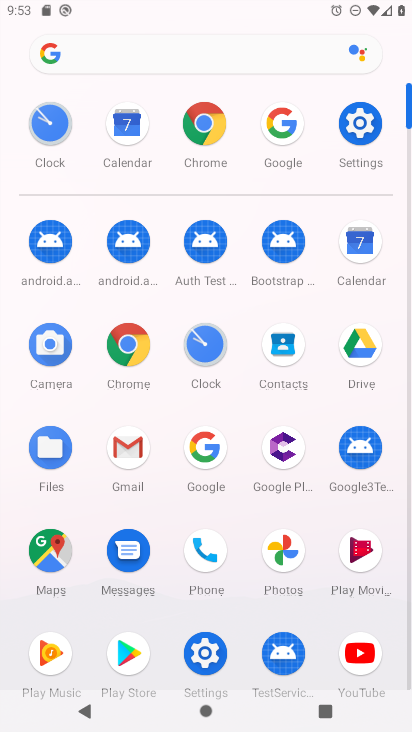 9:53
Clock Calendar Chrome Google Settings
android.a... android.a... Auth Test ... Bootstrap ... Calendar
Camera Chrome Clock Contacts Drive
Files Gmail Google Google Pl... Google3Te...
Maps Messages Phone Photos Play Movi...
Play Music Play Store Settings TestServic... YouTube